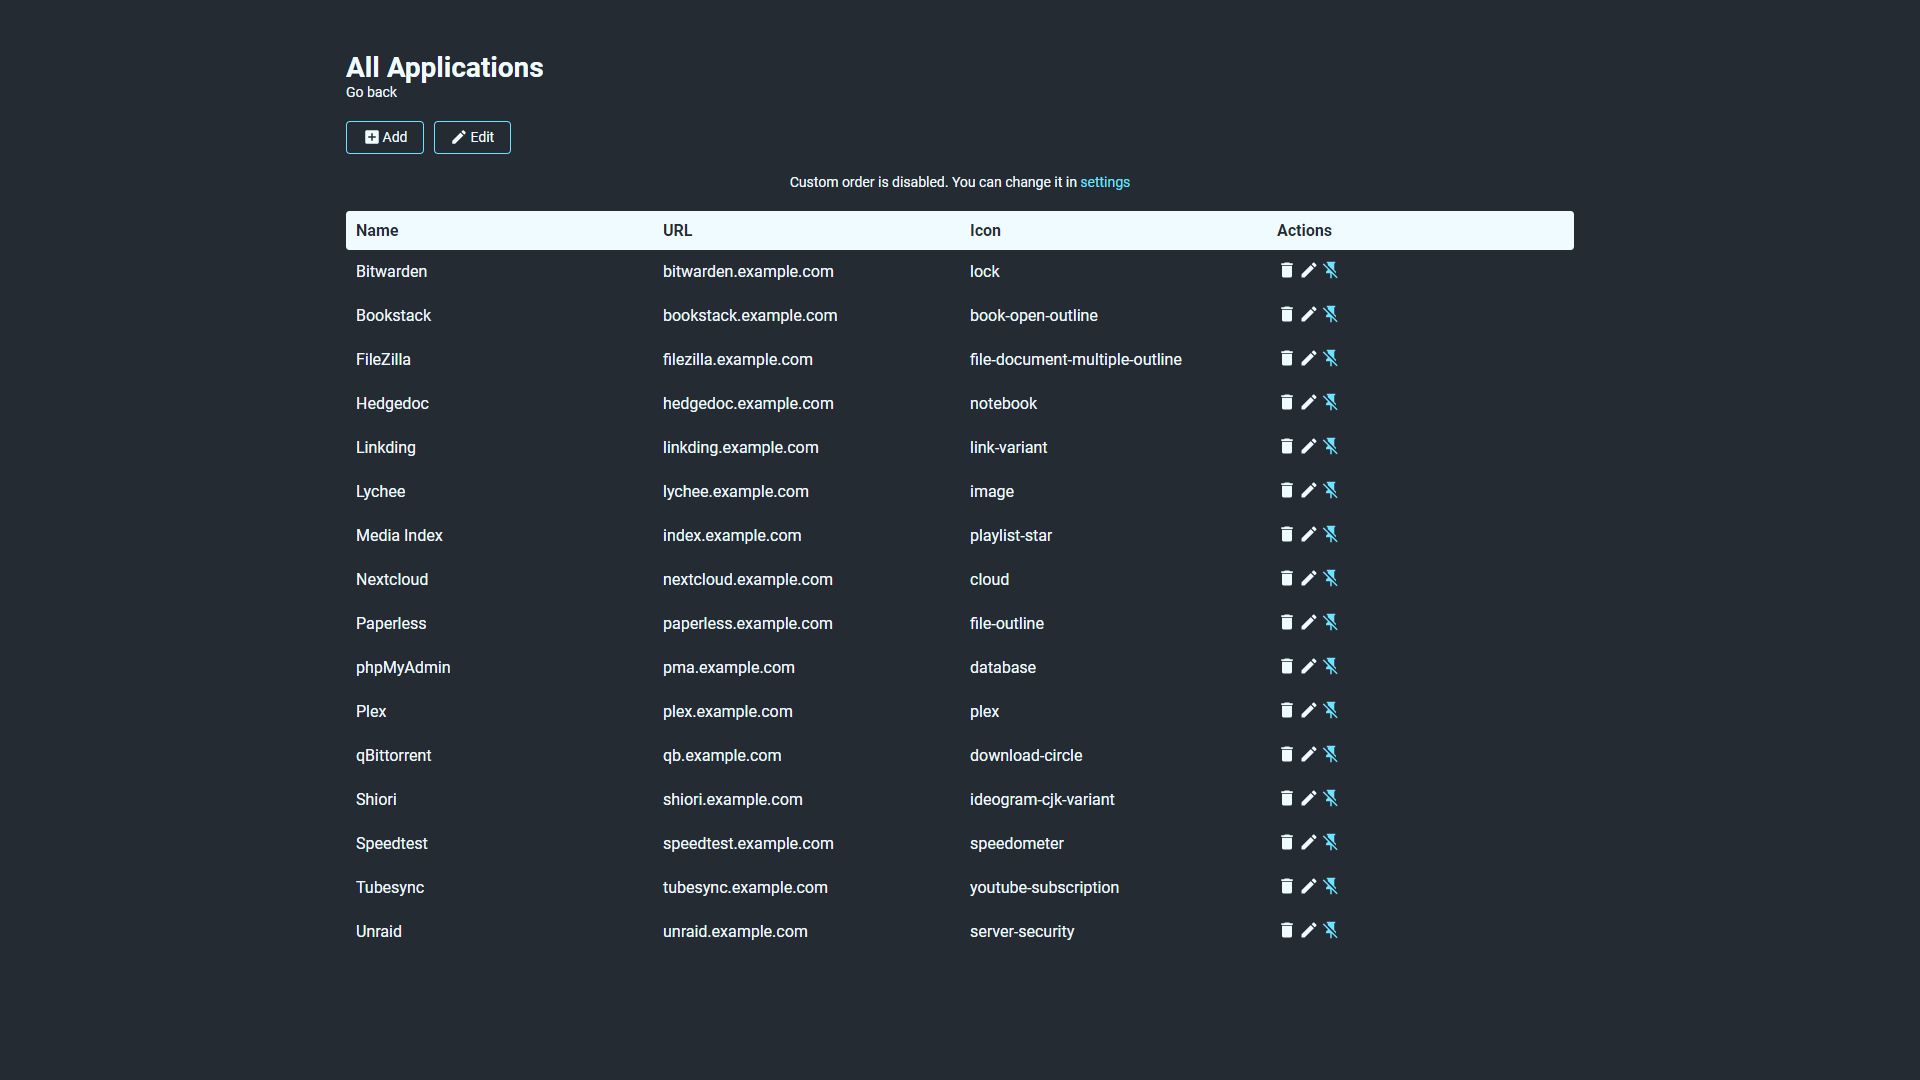 All Applications
Go back
Add Edit
Custom order is disabled. You can change it in settings
Name URL Icon Actions
Bitwarden bitwarden.example.com lock
Bookstack bookstack.example.com book-open-outline
FileZilla filezilla.example.com file-document-multiple-outline
Hedgedoc hedgedoc.example.com notebook
Linkding linkding.example.com link-variant
Lychee lychee.example.com image
Media Index index.example.com playlist-star
Nextcloud nextcloud.example.com cloud
Paperless paperless.example.com file-outline
phpMyAdmin pma.example.com database
Plex plex.example.com plex
qBittorrent qb.example.com download-circle
Shiori shiori.example.com ideogram-cjk-variant
Speedtest speedtest.example.com speedometer
Tubesync tubesync.example.com youtube-subscription
Unraid unraid.example.com server-security